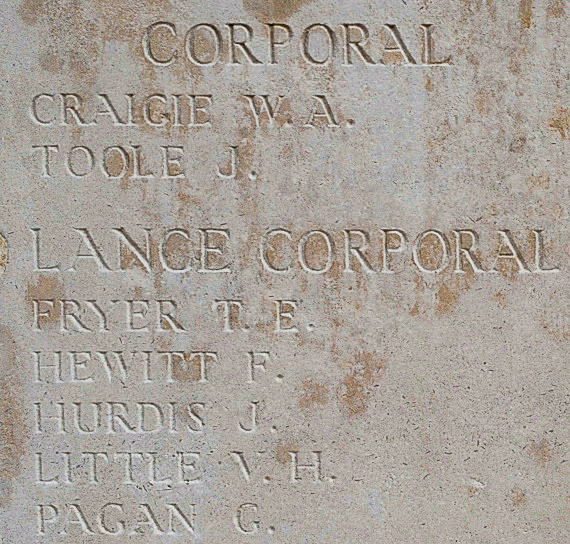 CORPORAL
CRAIGIE W. A.
TOOLE J.
LANCE CORPORAL
FRYER T. E.
HEWITT F.
HURDIS J.
LITTLE V. H.
PAGAN G.